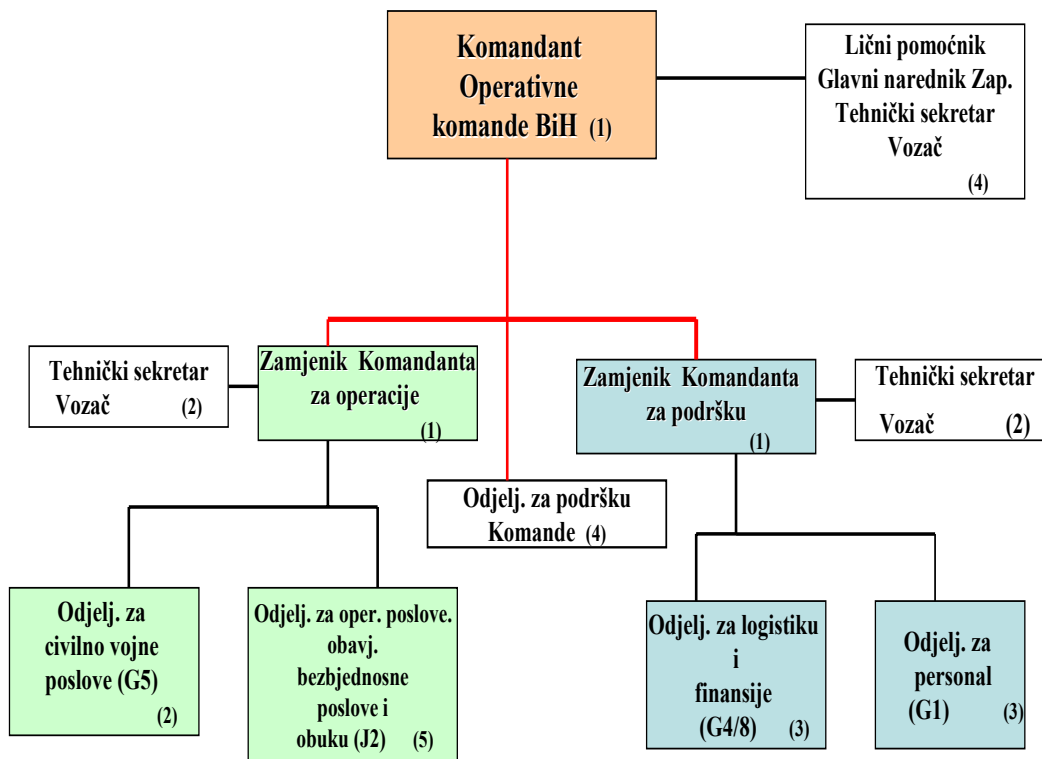 Komandant
Operativne
komande BiH (1)
Lični pomoćnik
Glavni narednik Zap.
Tehnički sekretar
Vozač
(4)
Tehnički sekretar
Vozač (2)
Zamjenik Komandanta
za operacije
(1)
Zamjenik Komandanta
za podršku
(1)
Tehnički sekretar
Vozač (2)
Odjelj. za podršku
Komande (4)
Odjelj. za
civilno vojne
poslove (G5)
(2)
Odjelj. za oper. poslove.
obavj.
bezbjednosne
poslove i
obuku (J2) (5)
Odjelj. za logistiku
i
finansije
(G4/8) (3)
Odjelj. za
personal
(G1) (3)